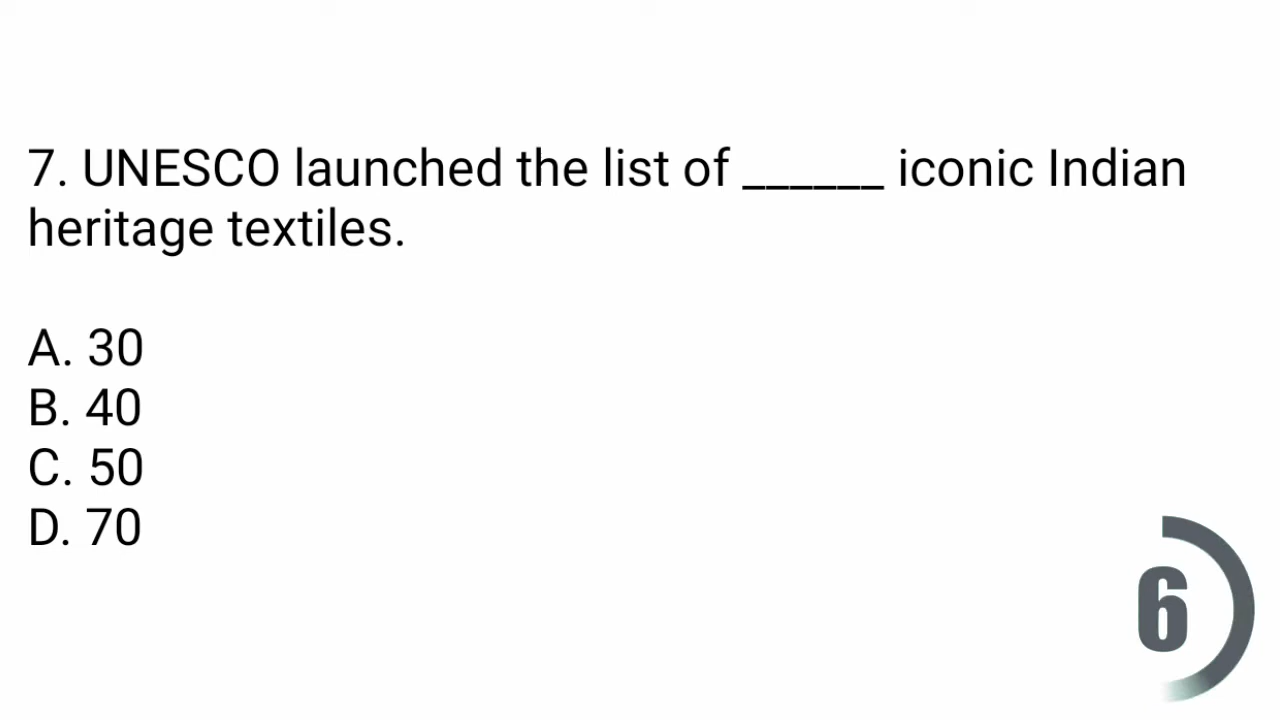 7. UNESCO launched the list of ______ iconic Indian
heritage textiles.
A. 30
B. 40
C. 50
D. 70
6